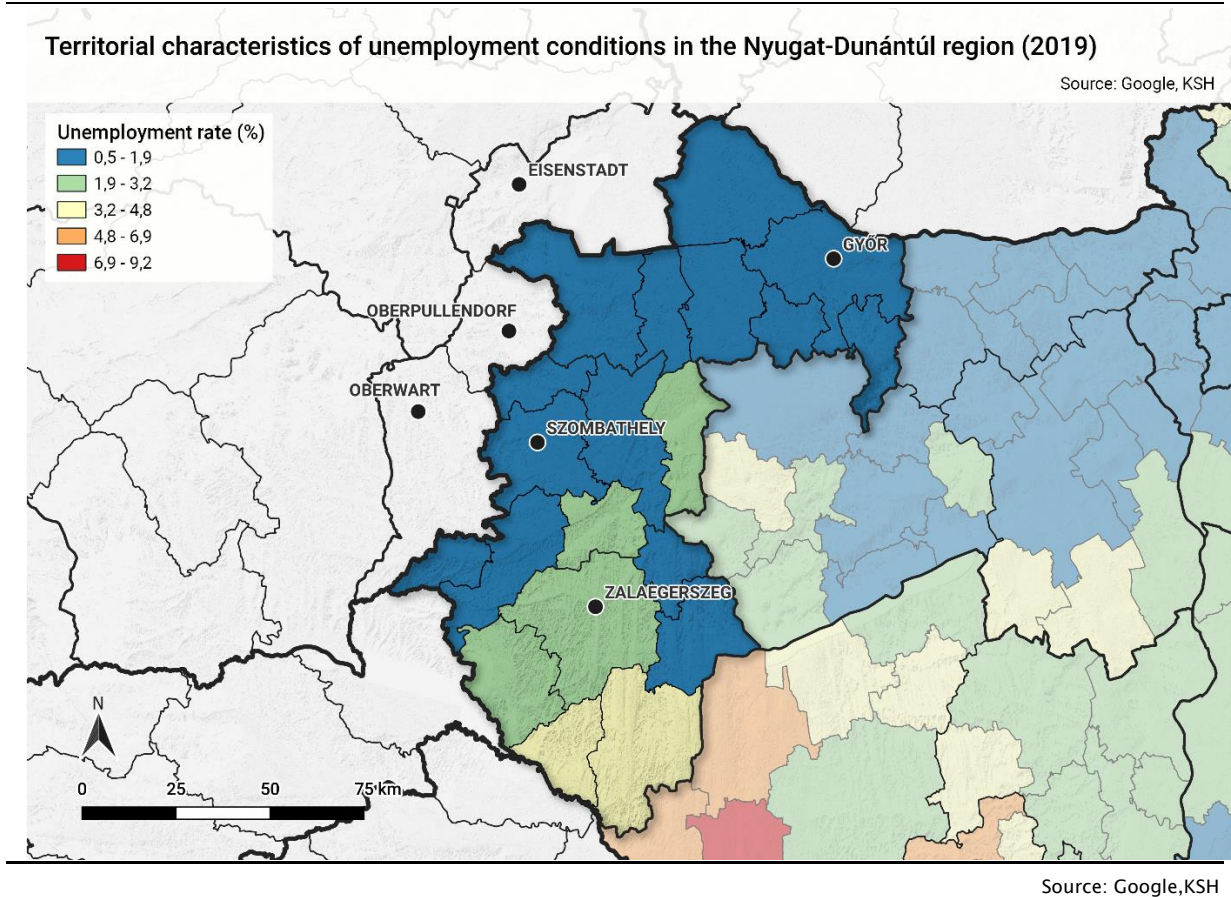 Territorial characteristics of unemployment conditions in the Nyugat-Dunántúl region (2019)
Source: Google, KSH
Unemployment rate (%)
0,5 - 1,9
1,9 - 3,2
3,2 - 4,8
4,8 - 6,9
6,9 - 9,2
EISENSTADT
GYŐR
OBERPULLENDORF
OBERWART
SZOMBATHELY
ZALAEGERSZEG
N
0 25 50 75 km
Source: Google,KSH